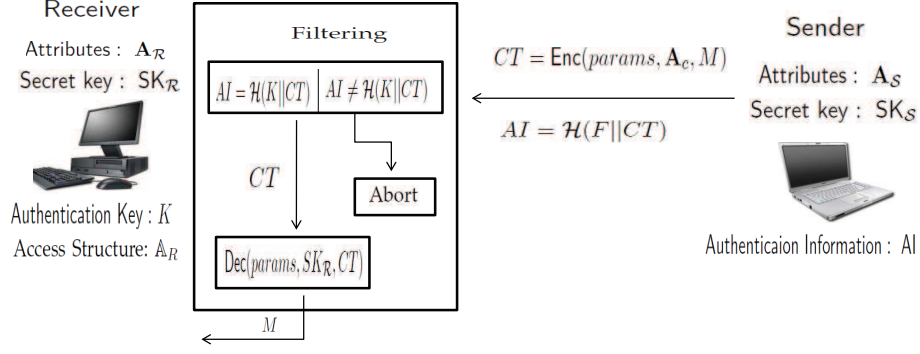 Receiver
Attributes : A_ℛ
Secret key : SK_ℛ
Authentication Key : K
Access Structure: 𝔸_R
Filtering
AI = ℋ(K||CT)
AI ≠ ℋ(K||CT)
CT
Abort
Dec(params, SK_ℛ, CT)
M
CT = Enc(params, A_c, M)
AI = ℋ(F||CT)
Sender
Attributes : A_𝒮
Secret key : SK_𝒮
Authenticaion Information : AI